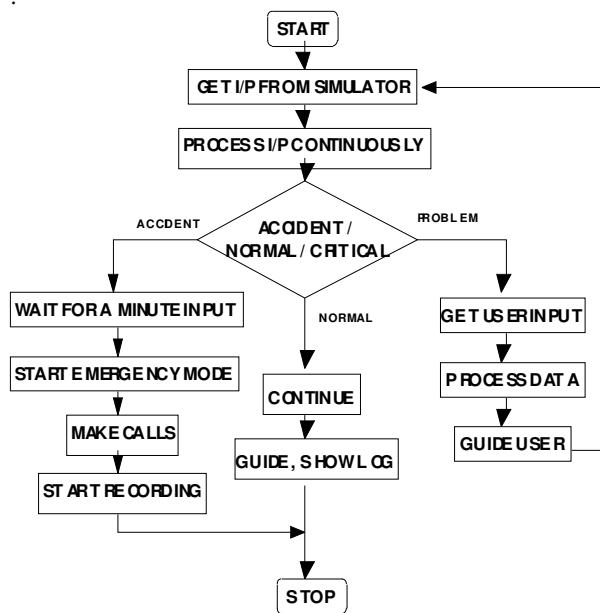 .
START
GET I/P FROM SIMULATOR
PROCESS I/P CONTINUOUSLY
ACCIDENT /
NORMAL / CRITICAL
ACCDENT
PROBLEM
NORMAL
WAIT FOR A MINUTE INPUT
START EMERGENCY MODE
MAKE CALLS
START RECORDING
CONTINUE
GUIDE, SHOW LOG
GET USER INPUT
PROCESS DATA
GUIDE USER
STOP